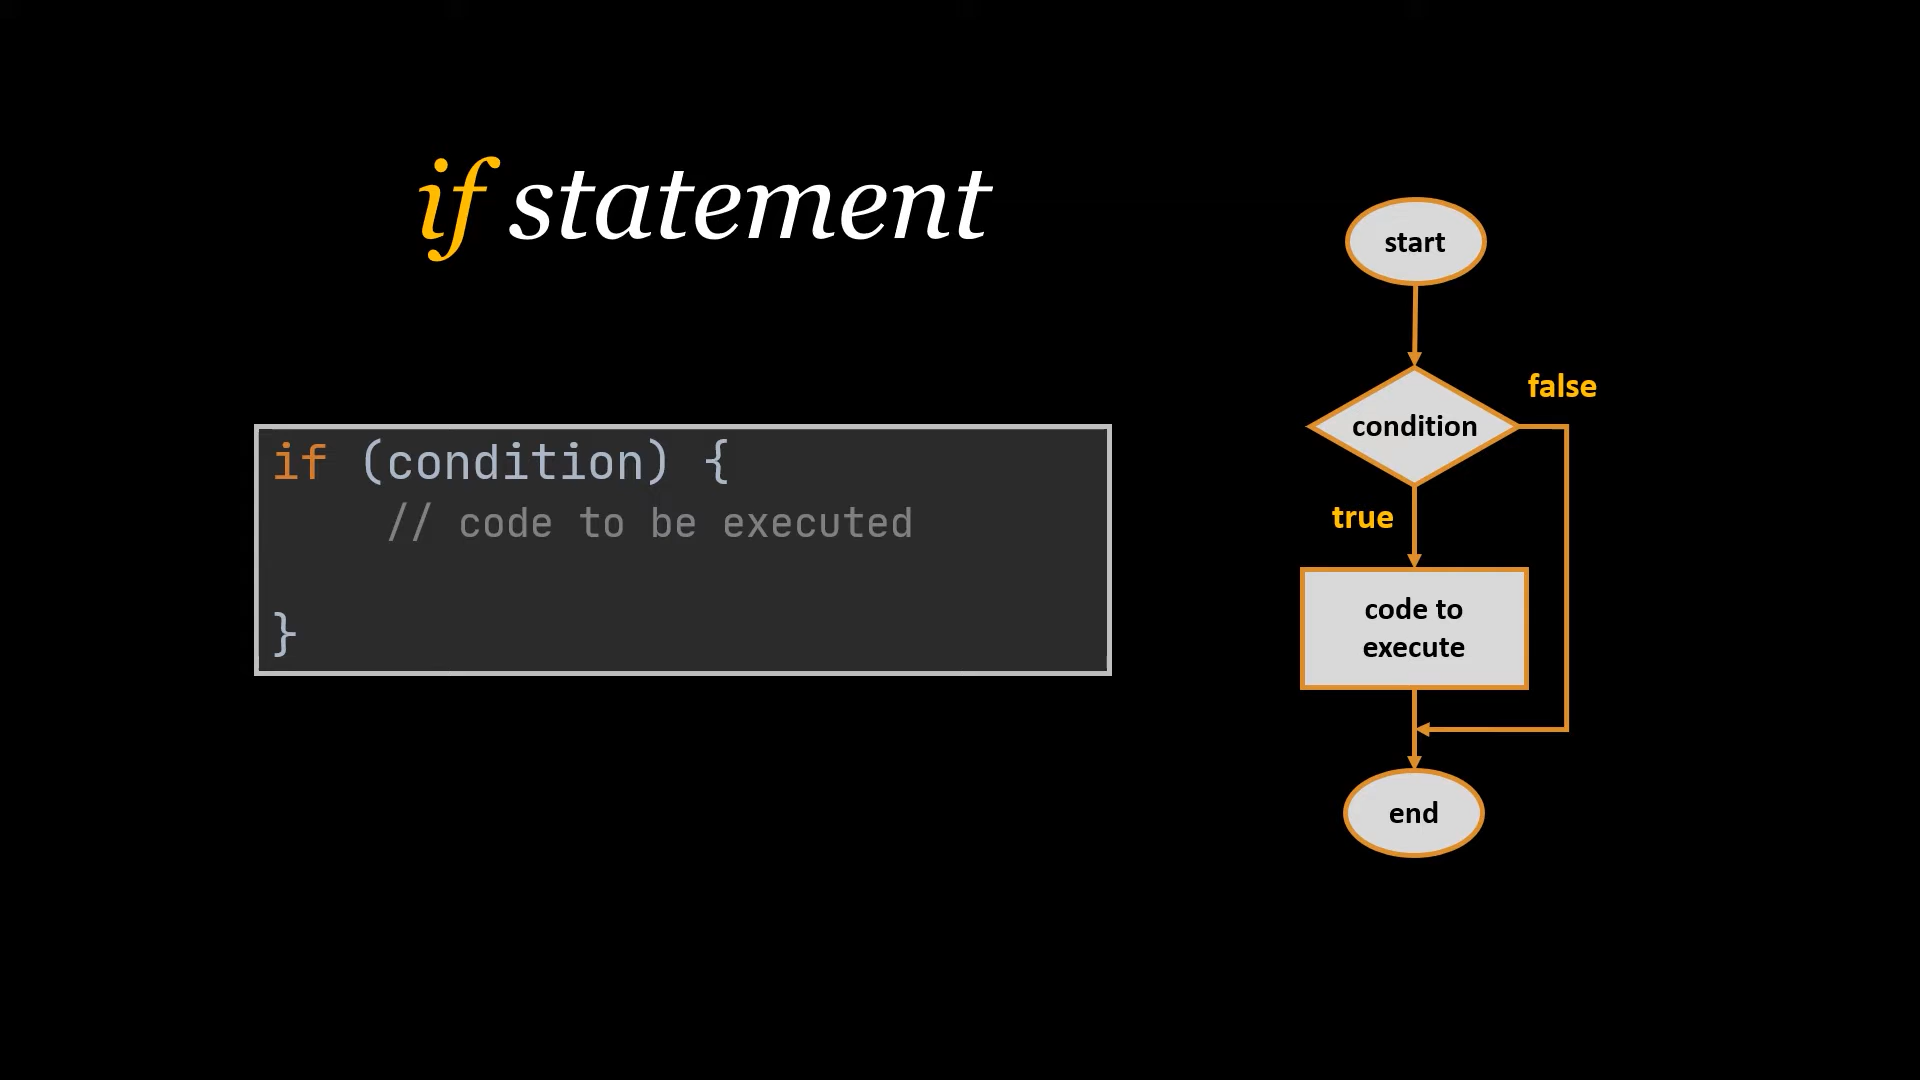 if statement
if (condition) {
// code to be executed
}
start
condition
false
true
code to
execute
end